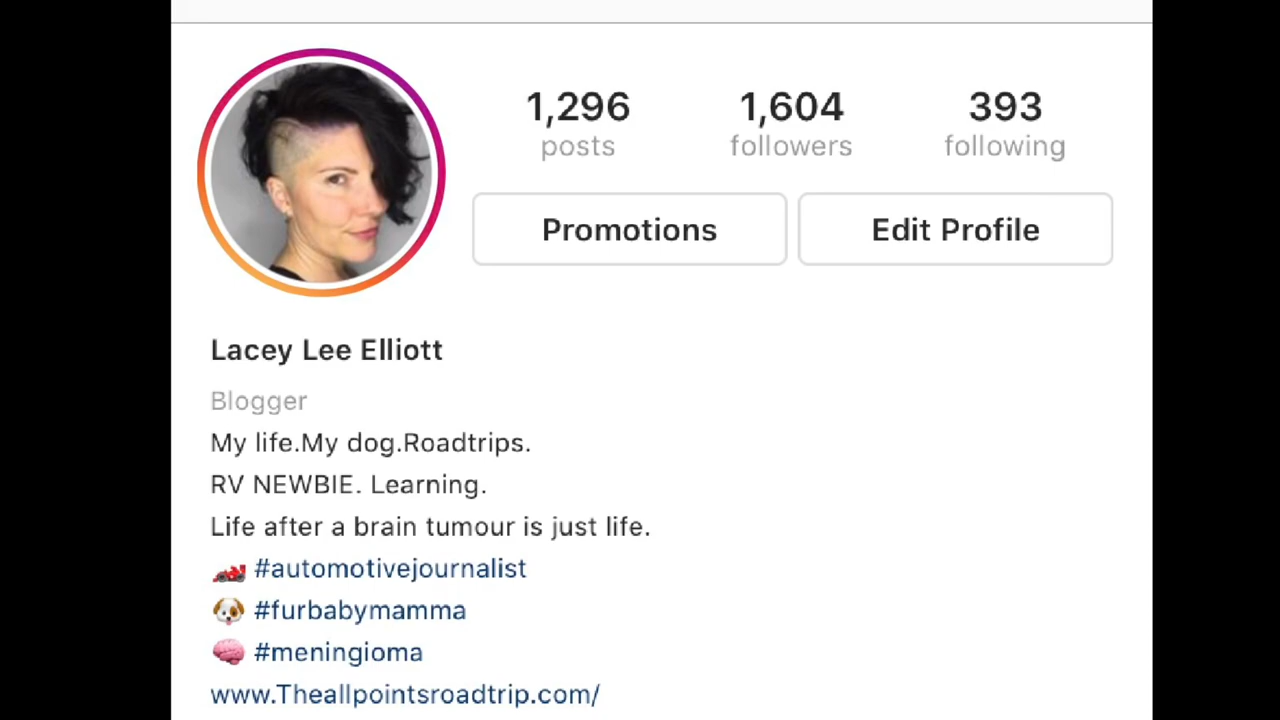 1,296 1,604 393
posts followers following
Promotions Edit Profile
Lacey Lee Elliott
Blogger
My life.My dog.Roadtrips.
RV NEWBIE. Learning.
Life after a brain tumour is just life.
🏎️ #automotivejournalist
🐶 #furbabymamma
🧠 #meningioma
www.Theallpointsroadtrip.com/